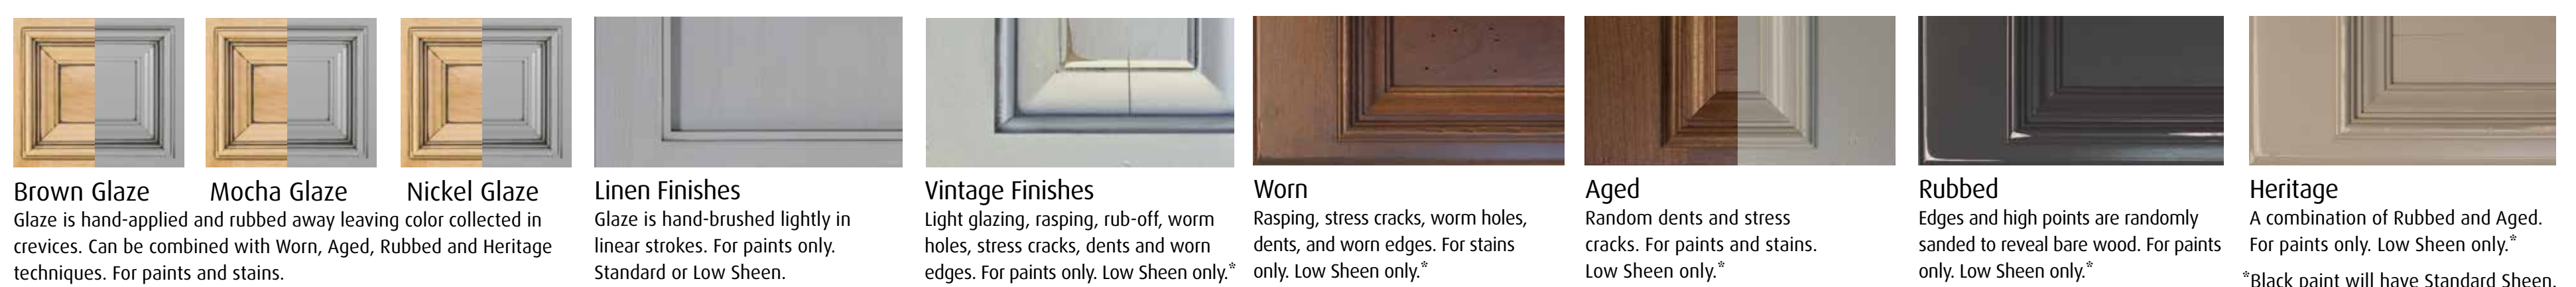 Brown Glaze
Mocha Glaze
Nickel Glaze
Glaze is hand-applied and rubbed away leaving color collected in
crevices. Can be combined with Worn, Aged, Rubbed and Heritage
techniques. For paints and stains.
Linen Finishes
Glaze is hand-brushed lightly in
linear strokes. For paints only.
Standard or Low Sheen.
Vintage Finishes
Light glazing, rasping, rub-off, worm
holes, stress cracks, dents and worn
edges. For paints only. Low Sheen only.*
Worn
Rasping, stress cracks, worm holes,
dents, and worn edges. For stains
only. Low Sheen only.*
Aged
Random dents and stress
cracks. For paints and stains.
Low Sheen only.*
Rubbed
Edges and high points are randomly
sanded to reveal bare wood. For paints
only. Low Sheen only.*
Heritage
A combination of Rubbed and Aged.
For paints only. Low Sheen only.*
*Black paint will have Standard Sheen.